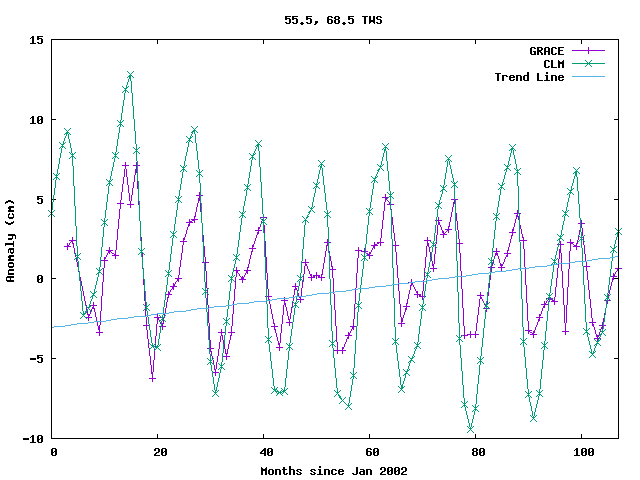 55.5, 68.5 TWS
GRACE
CLM
Trend Line
15
10
5
0
-5
-10
Anomaly (cm)
0 20 40 60 80 100
Months since Jan 2002